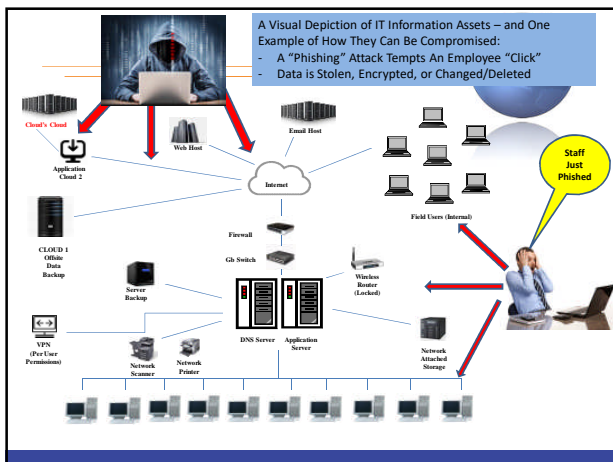 A Visual Depiction of IT Information Assets – and One
Example of How They Can Be Compromised:
- A “Phishing” Attack Tempts An Employee “Click”
- Data is Stolen, Encrypted, or Changed/Deleted
Cloud's Cloud
Email Host
Web Host
Application
Cloud 2
Internet
Staff
Just
Phished
Field Users (Internal)
Firewall
CLOUD 1
Offsite
Data
Backup
Gb Switch
Server
Backup
Wireless
Router
(Locked)
VPN
(Per User
Permissions)
Network
Scanner
Network
Printer
DNS Server
Application
Server
Network
Attached
Storage